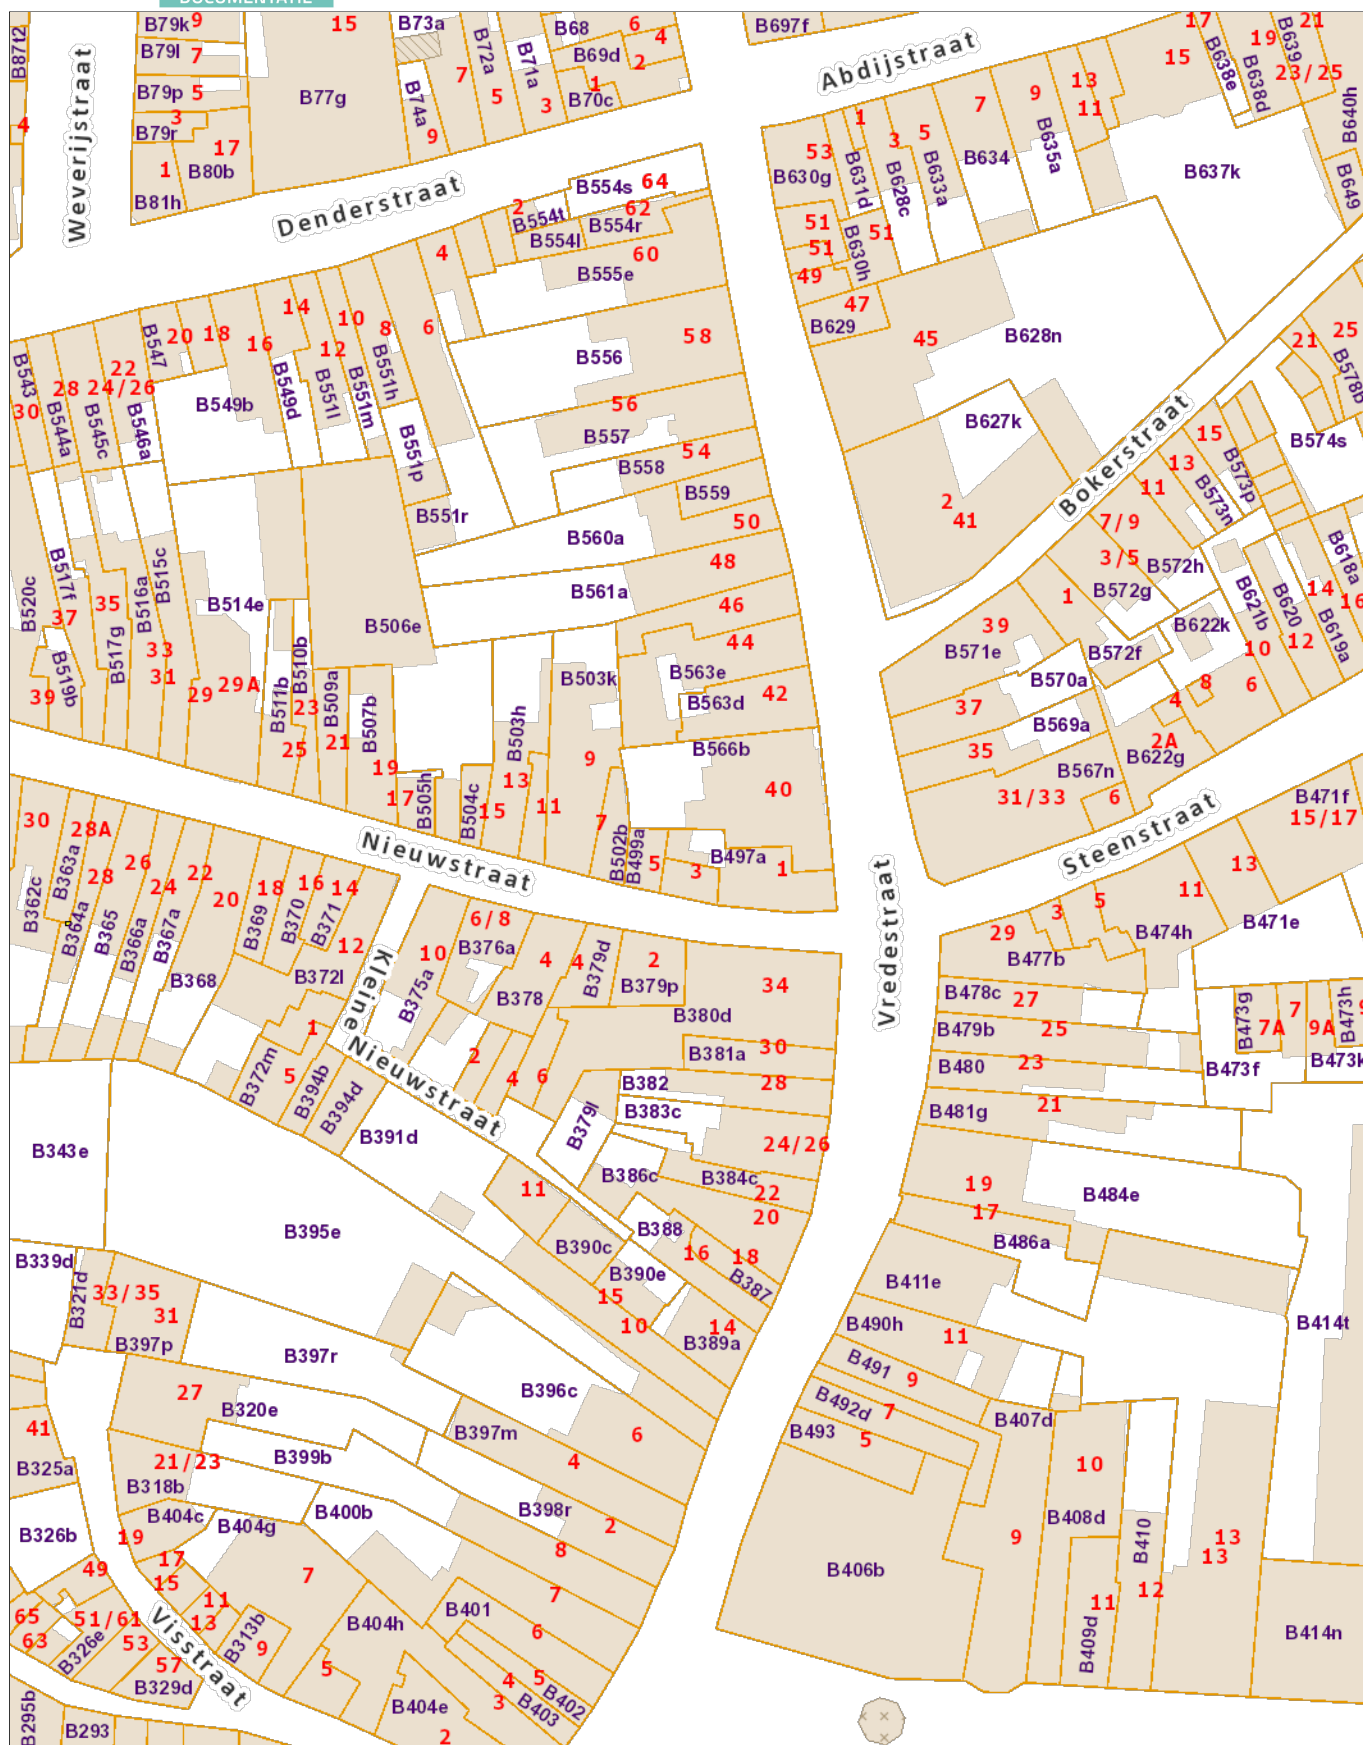 DOCUMENTATIE
B87t2
B79k 9
15
B73a
B68
6
B697f
17
19
B639
21
B79l 7
B72a
B71a
B69d
4
2
Abdijstraat
15
B638e
B638d
23/25
B79p 5
B77g
7
5
3
1
B70c
B74a
9
13
11
B640h
Weverijstraat
4
3
B79r
17
1
B80b
B81h
53
B630g
1
B631d
3
B628c
5
B633a
7
B634
9
B635a
B637k
B649
Denderstraat
B554s 64
2
B554t
62
B554r
B554l
60
B555e
4
51
51
51
B630h
49
47
B629
45
B628n
14
10
8
6
B547
20
18
16
12
B556
58
21
25
B578b
B543
30
28
B544a
22
24/26
B545c
B546a
B549b
B549d
B551l
B551m
B551h
56
B557
B627k
Bokerstraat
15
B574s
B551p
54
B558
B559
13
B573p
B573n
11
2
41
B551r
50
B560a
7/9
48
3/5
B572h
B618a
B520c
B517f
37
35
B516a
B515c
B514e
B561a
46
B572g
1
B621b
B620
14
16
B506e
44
39
B571e
B622k
12
B619a
10
B519b
39
B517g
33
31
29
29A
B511b
B510b
23
25
B509a
21
B507b
19
B503k
B563e
42
B563d
B572f
B570a
8
6
4
37
B569a
B503h
B566b
35
2A
B622g
9
B567n
40
31/33
6
17
B505h
B504c
15
13
11
7
B502b
B499a
5
3
B497a
1
B471f
15/17
30
28A
B363a
28
26
24
22
20
18
16
14
Nieuwstraat
Steenstraat
13
11
B362c
B364a
B365
B366a
B367a
B368
B369
B370
B371
12
B372l
6/8
B376a
10
B375a
4
B378
4
B379d
2
B379p
34
B380d
Vredestraat
29
3
5
B477b
B474h
B471e
B478c
27
B479b
25
B473g
7A
7
9A
B473h
9
B473k
B473f
1
B372m
5
B394b
B394d
Kleine
Nieuwstraat
2
4
6
B381a
30
B382
28
B480
23
B383c
B481g
21
B379l
24/26
B343e
B391d
B386c
B384c
22
19
B484e
11
20
17
B395e
B388
B486a
B339d
B390c
16
18
B390e
B387
B411e
B321d
33/35
31
B397p
15
10
14
B389a
B490h
11
B414t
B397r
B491
9
27
B320e
B396c
B492d
7
B407d
41
B397m
6
B493
5
B325a
21/23
B399b
4
10
B318b
B404c
B400b
B398r
2
B326b
19
B404g
8
9
B408d
B410
13
13
49
17
15
7
7
B406b
65
51/61
11
B401
11
12
63
B326e
53
13
B313b
9
B404h
6
B414n
57
B329d
Visstraat
5
4
5
B402
B409d
B295b
B293
B404e
3
B403
2